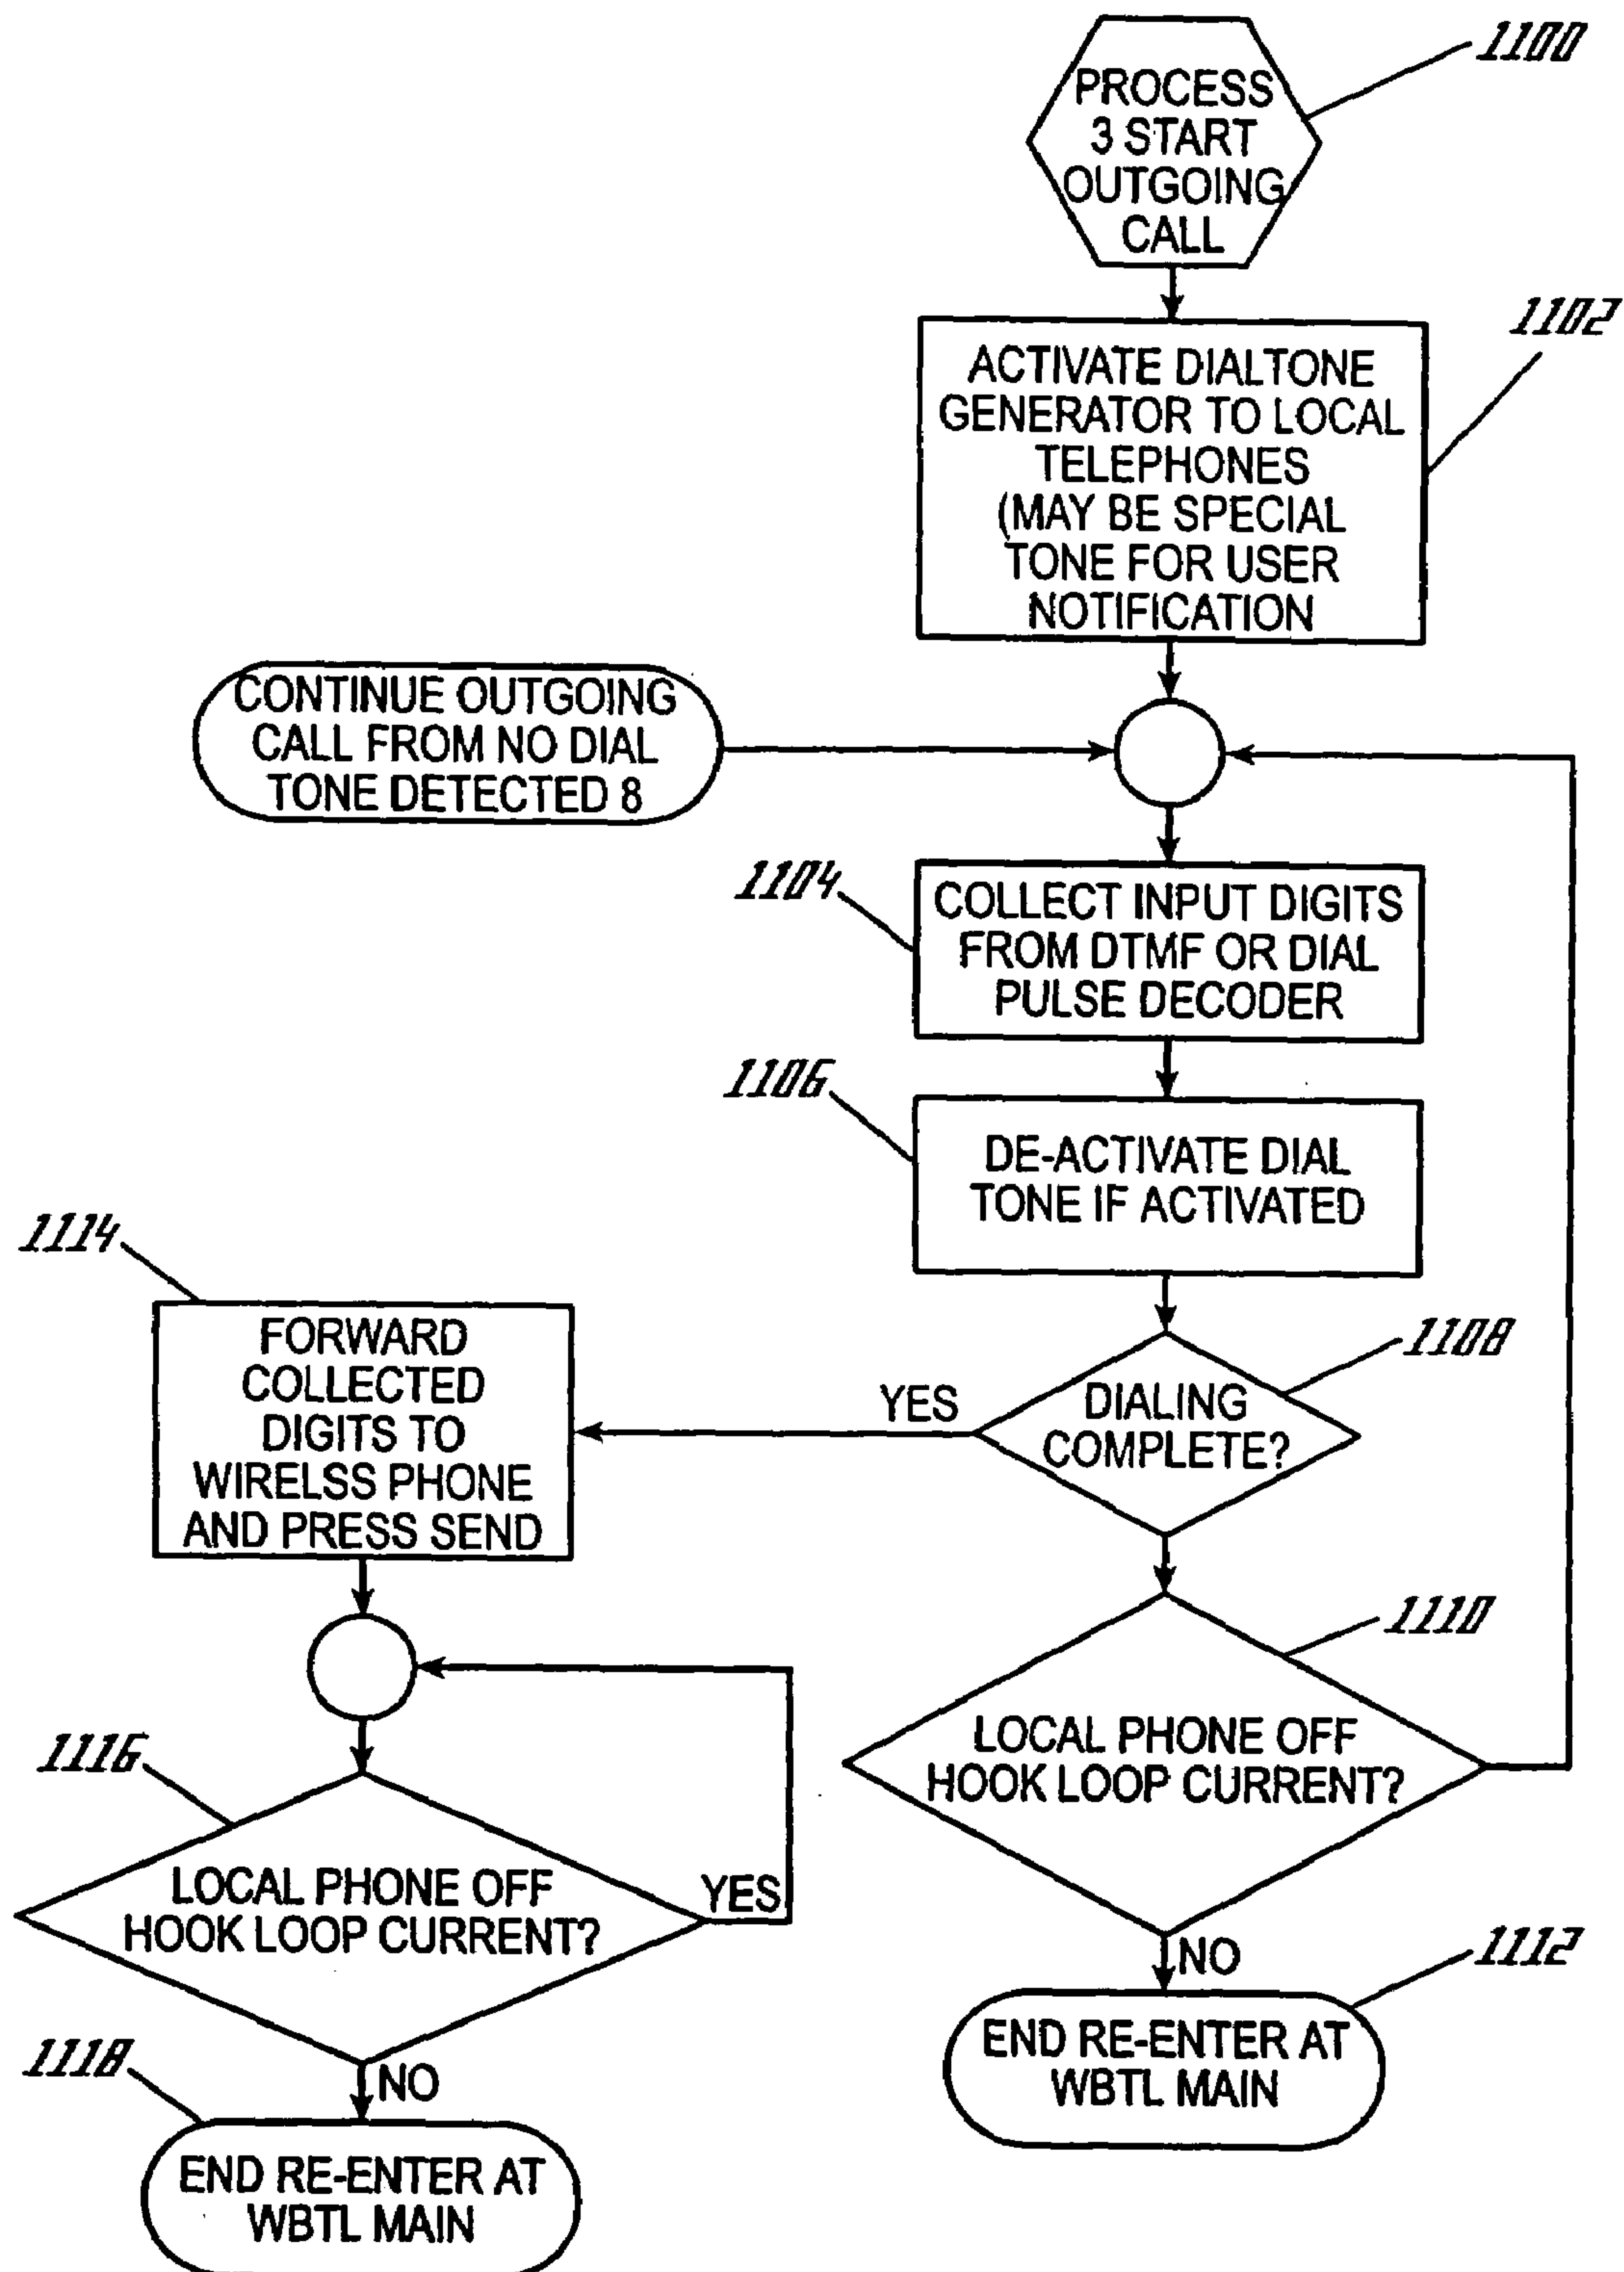 1100
PROCESS
3 START
OUTGOING
CALL
1102
ACTIVATE DIALTONE
GENERATOR TO LOCAL
TELEPHONES
(MAY BE SPECIAL
TONE FOR USER
NOTIFICATION
CONTINUE OUTGOING
CALL FROM NO DIAL
TONE DETECTED 8
1104
COLLECT INPUT DIGITS
FROM DTMF OR DIAL
PULSE DECODER
1106
DE-ACTIVATE DIAL
TONE IF ACTIVATED
1108
DIALING
COMPLETE?
YES
1114
FORWARD
COLLECTED
DIGITS TO
WIRELSS PHONE
AND PRESS SEND
1110
LOCAL PHONE OFF
HOOK LOOP CURRENT?
NO
1112
END RE-ENTER AT
WBTL MAIN
1116
LOCAL PHONE OFF
HOOK LOOP CURRENT?
YES
NO
1118
END RE-ENTER AT
WBTL MAIN